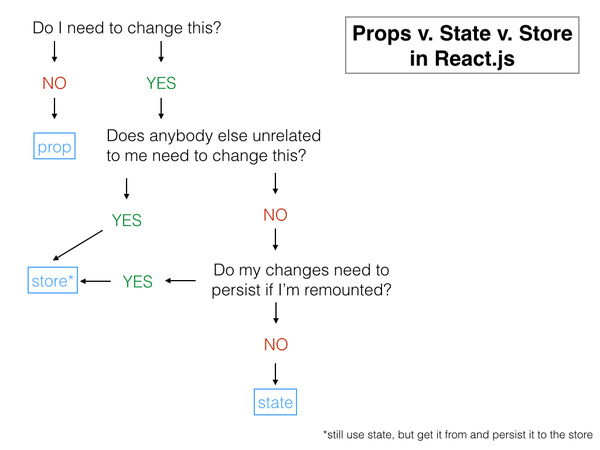 Do I need to change this?
Props v. State v. Store
in React.js
NO
YES
prop
Does anybody else unrelated
to me need to change this?
YES
NO
store*
YES
Do my changes need to
persist if I'm remounted?
NO
state
*still use state, but get it from and persist it to the store